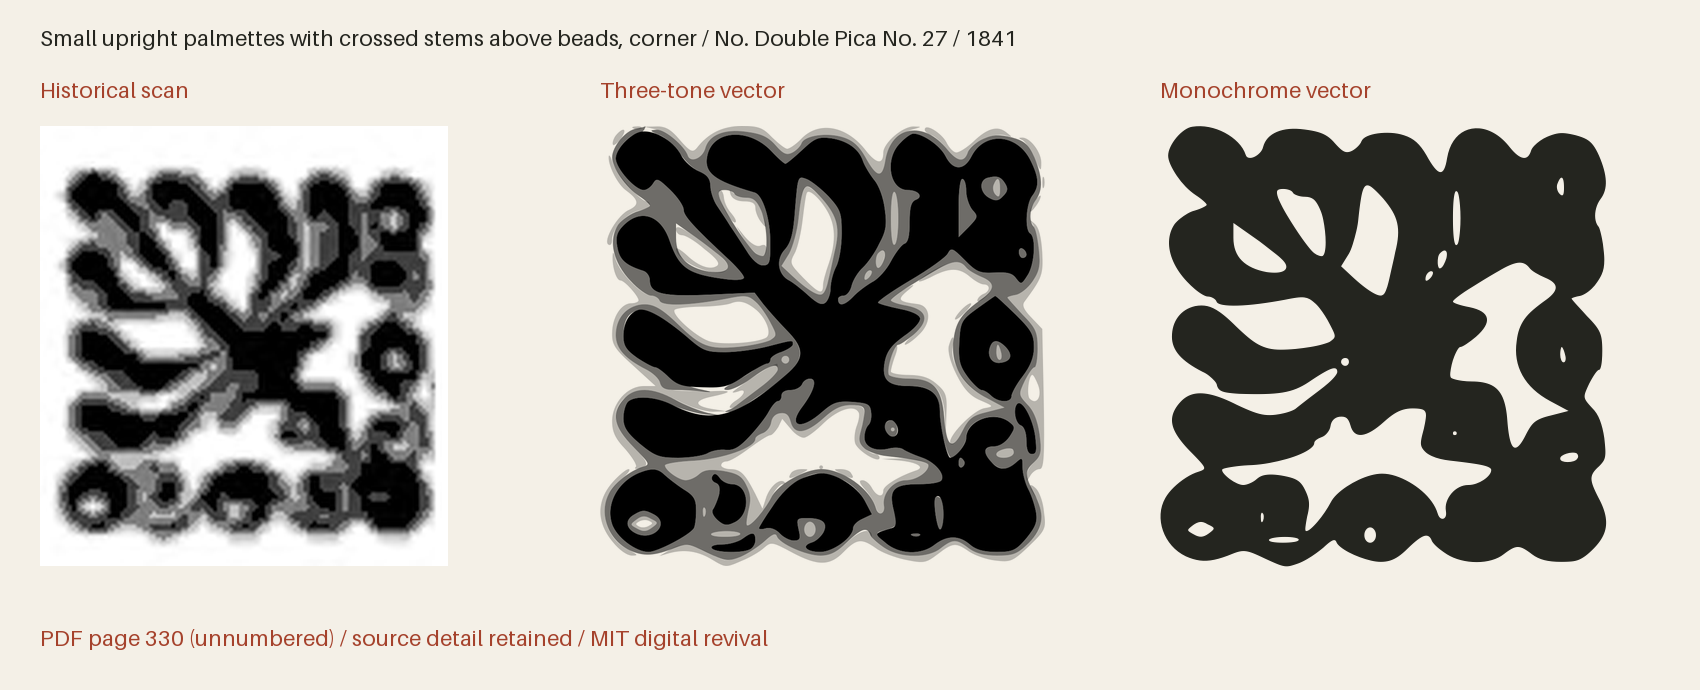 Small upright palmettes with crossed stems above beads, corner / No. Double Pica No. 27 / 1841
Historical scan
Three-tone vector
Monochrome vector
PDF page 330 (unnumbered) / source detail retained / MIT digital revival